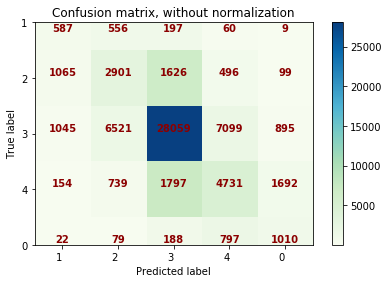 Confusion matrix, without normalization
1 587 556 197 60 9
2 1065 2901 1626 496 99
3 1045 6521 28059 7099 895
4 154 739 1797 4731 1692
0 22 79 188 797 1010
1 2 3 4 0
True label
Predicted label
25000
20000
15000
10000
5000